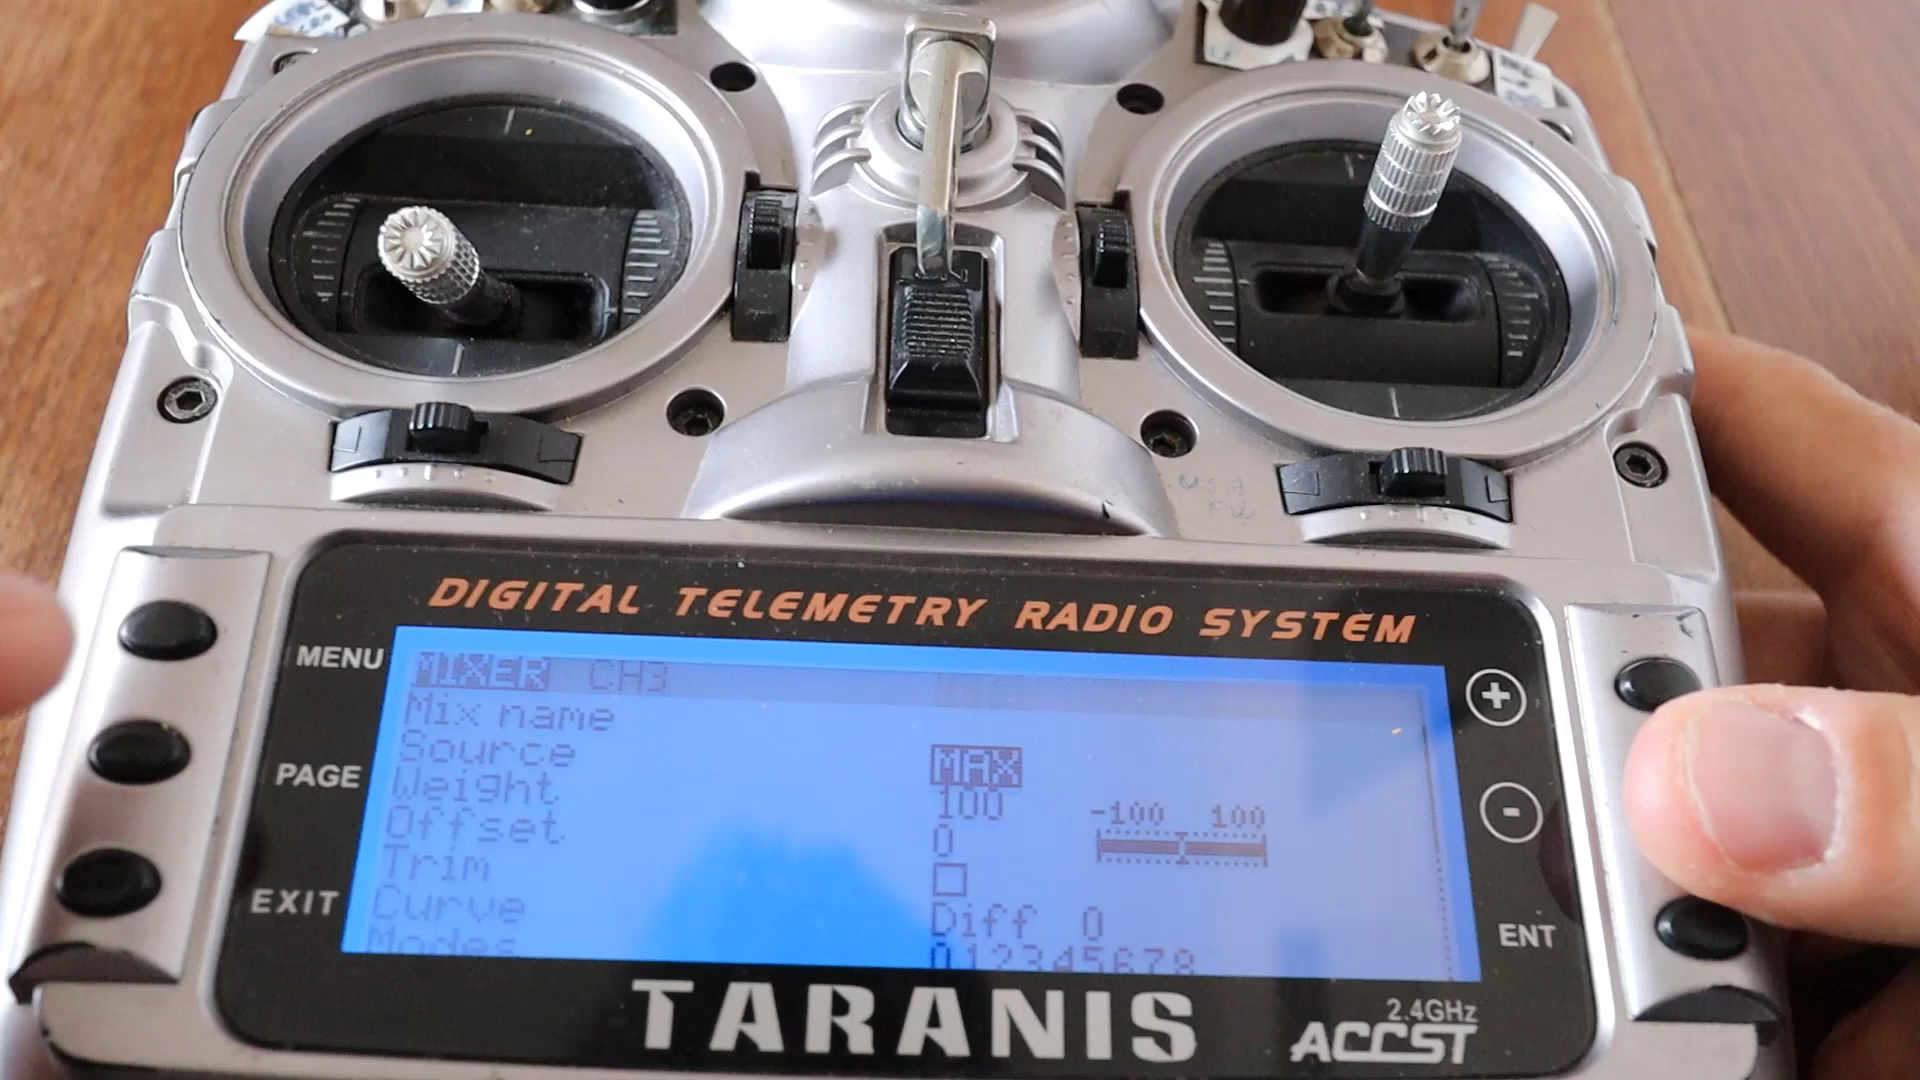 DIGITAL TELEMETRY RADIO SYSTEM
MENU
PAGE
EXIT
MIXER CH3
Mix name
Source MAX
Weight 100
Offset 0
-100 100
Trim
Curve Diff 0
Modes 012345678
+
-
ENT
TARANIS
2.4GHz
ACCST